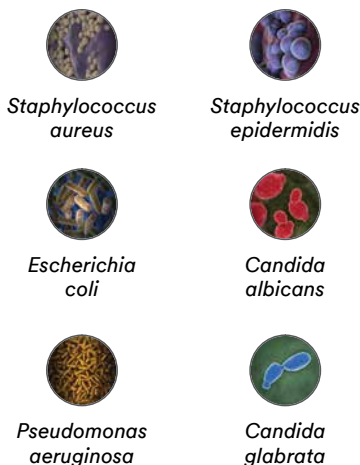 Staphylococcus
aureus
Staphylococcus
epidermidis
Escherichia
coli
Candida
albicans
Pseudomonas
aeruginosa
Candida
glabrata